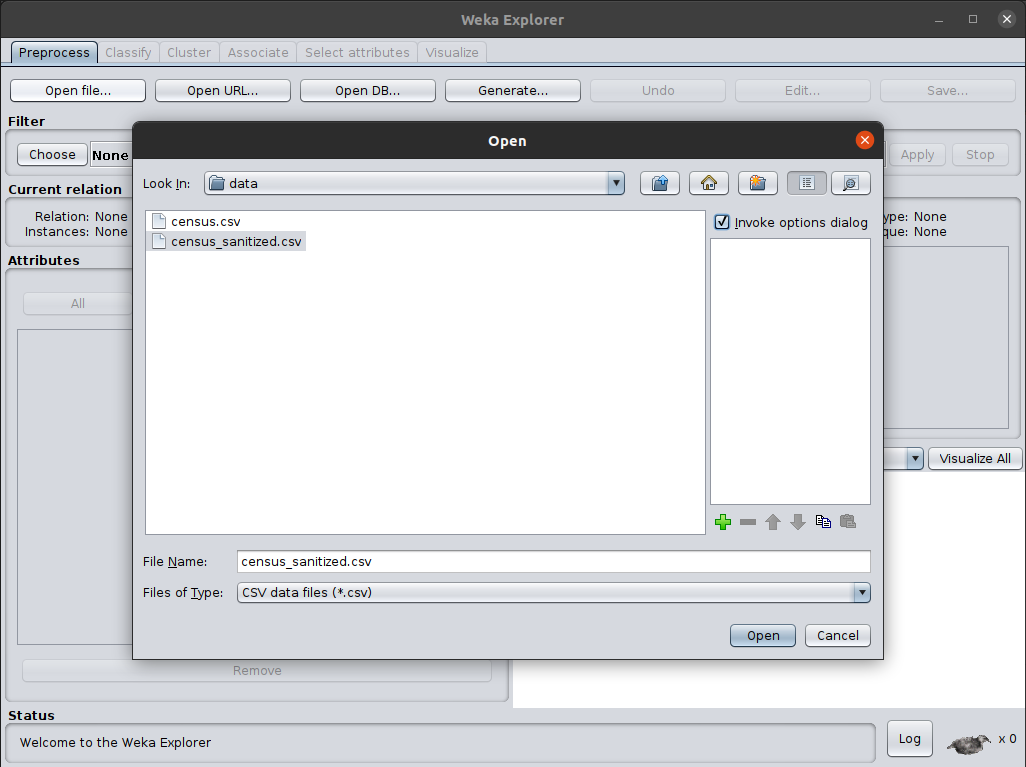 Weka Explorer
Preprocess Classify Cluster Associate Select attributes Visualize
Open file... Open URL... Open DB... Generate... Undo Edit... Save...
Filter
Choose None Apply Stop
Current relation
Relation: None
Instances: None
ype: None
que: None
Attributes
All
Open
Look In: data
census.csv
census_sanitized.csv
Invoke options dialog
File Name: census_sanitized.csv
Files of Type: CSV data files (*.csv)
Open Cancel
Visualize All
Remove
Status
Welcome to the Weka Explorer
Log x 0